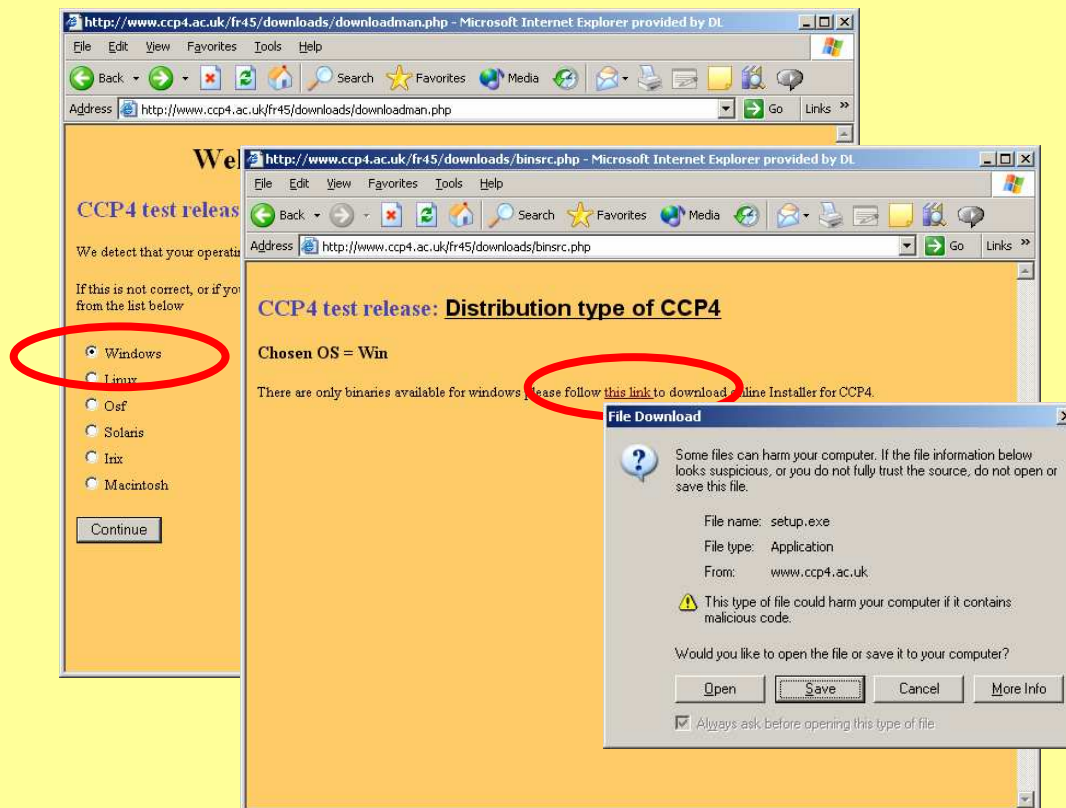 http://www.ccp4.ac.uk/fr45/downloads/downloadman.php - Microsoft Internet Explorer provided by DL
File Edit View Favorites Tools Help
Back Search Favorites Media
Address http://www.ccp4.ac.uk/fr45/downloads/downloadman.php Go Links »
Wel
CCP4 test releas
We detect that your operati
If this is not correct, or if you
from the list below
Windows
Linux
Osf
Solaris
Irix
Macintosh
Continue
http://www.ccp4.ac.uk/fr45/downloads/binsrc.php - Microsoft Internet Explorer provided by DL
File Edit View Favorites Tools Help
Back Search Favorites Media
Address http://www.ccp4.ac.uk/fr45/downloads/binsrc.php Go Links »
CCP4 test release: Distribution type of CCP4
Chosen OS = Win
There are only binaries available for windows please follow this link to download online Installer for CCP4.
File Download
Some files can harm your computer. If the file information below
looks suspicious, or you do not fully trust the source, do not open or
save this file.
File name: setup.exe
File type: Application
From: www.ccp4.ac.uk
This type of file could harm your computer if it contains
malicious code.
Would you like to open the file or save it to your computer?
Open Save Cancel More Info
Always ask before opening this type of file